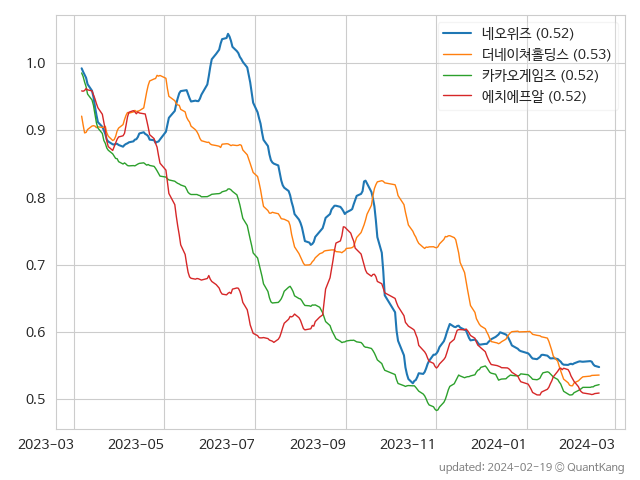 네오위즈 (0.52)
더네이쳐홀딩스 (0.53)
카카오게임즈 (0.52)
에치에프알 (0.52)
1.0
0.9
0.8
0.7
0.6
0.5
2023-03 2023-05 2023-07 2023-09 2023-11 2024-01 2024-03
updated: 2024-02-19 © QuantKang